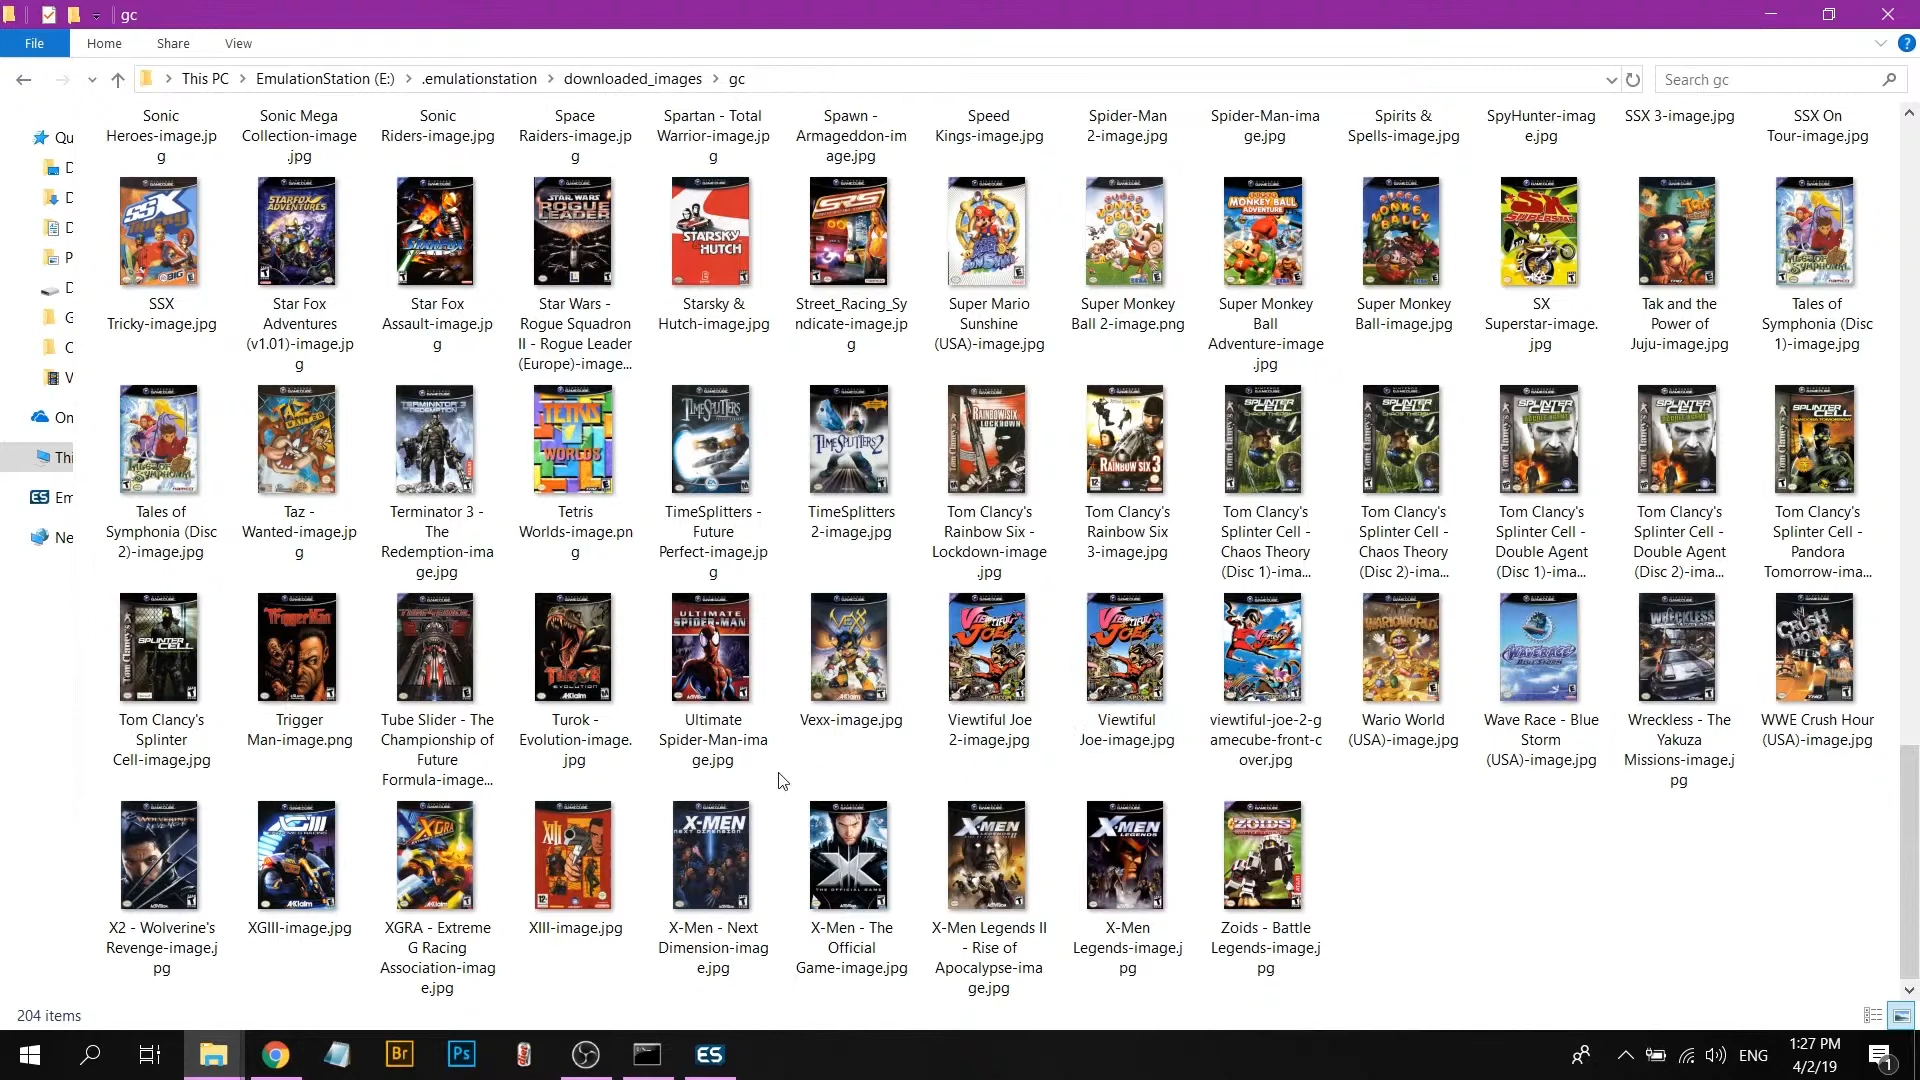 gc
File
Home
Share
View
This PC
EmulationStation (E:)
.emulationstation
downloaded_images
gc
Search gc
Qu
D
D
D
P
D
G
C
V
On
Thi
Em
Ne
Sonic
Heroes-image.jp
g
Sonic Mega
Collection-image
.jpg
Sonic
Riders-image.jpg
Space
Raiders-image.jp
g
Spartan - Total
Warrior-image.jp
g
Spawn -
Armageddon-im
age.jpg
Speed
Kings-image.jpg
Spider-Man
2-image.jpg
Spider-Man-ima
ge.jpg
Spirits &
Spells-image.jpg
SpyHunter-imag
e.jpg
SSX 3-image.jpg
SSX On
Tour-image.jpg
SSX
Tricky-image.jpg
Star Fox
Adventures
(v1.01)-image.jp
g
Star Fox
Assault-image.jp
g
Star Wars -
Rogue Squadron
II - Rogue Leader
(Europe)-image...
Starsky &
Hutch-image.jpg
Street_Racing_Sy
ndicate-image.jp
g
Super Mario
Sunshine
(USA)-image.jpg
Super Monkey
Ball 2-image.png
Super Monkey
Ball
Adventure-image
.jpg
Super Monkey
Ball-image.jpg
SX
Superstar-image.
jpg
Tak and the
Power of
Juju-image.jpg
Tales of
Symphonia (Disc
1)-image.jpg
Tales of
Symphonia (Disc
2)-image.jpg
Taz -
Wanted-image.jp
g
Terminator 3 -
The
Redemption-ima
ge.jpg
Tetris
Worlds-image.pn
g
TimeSplitters -
Future
Perfect-image.jp
g
TimeSplitters
2-image.jpg
Tom Clancy's
Rainbow Six -
Lockdown-image
.jpg
Tom Clancy's
Rainbow Six
3-image.jpg
Tom Clancy's
Splinter Cell -
Chaos Theory
(Disc 1)-ima...
Tom Clancy's
Splinter Cell -
Chaos Theory
(Disc 2)-ima...
Tom Clancy's
Splinter Cell -
Double Agent
(Disc 1)-ima...
Tom Clancy's
Splinter Cell -
Double Agent
(Disc 2)-ima...
Tom Clancy's
Splinter Cell -
Pandora
Tomorrow-ima...
Tom Clancy's
Splinter
Cell-image.jpg
Trigger
Man-image.png
Tube Slider - The
Championship of
Future
Formula-image...
Turok -
Evolution-image.
jpg
Ultimate
Spider-Man-ima
ge.jpg
Vexx-image.jpg
Viewtiful Joe
2-image.jpg
Viewtiful
Joe-image.jpg
viewtiful-joe-2-g
amecube-front-c
over.jpg
Wario World
(USA)-image.jpg
Wave Race - Blue
Storm
(USA)-image.jpg
Wreckless - The
Yakuza
Missions-image.j
pg
WWE Crush Hour
(USA)-image.jpg
X2 - Wolverine's
Revenge-image.j
pg
XGIII-image.jpg
XGRA - Extreme
G Racing
Association-imag
e.jpg
XIII-image.jpg
X-Men - Next
Dimension-imag
e.jpg
X-Men - The
Official
Game-image.jpg
X-Men Legends II
- Rise of
Apocalypse-ima
ge.jpg
X-Men
Legends-image.j
pg
Zoids - Battle
Legends-image.j
pg
204 items
Br
Ps
ES
ENG
1:27 PM
4/2/19
1